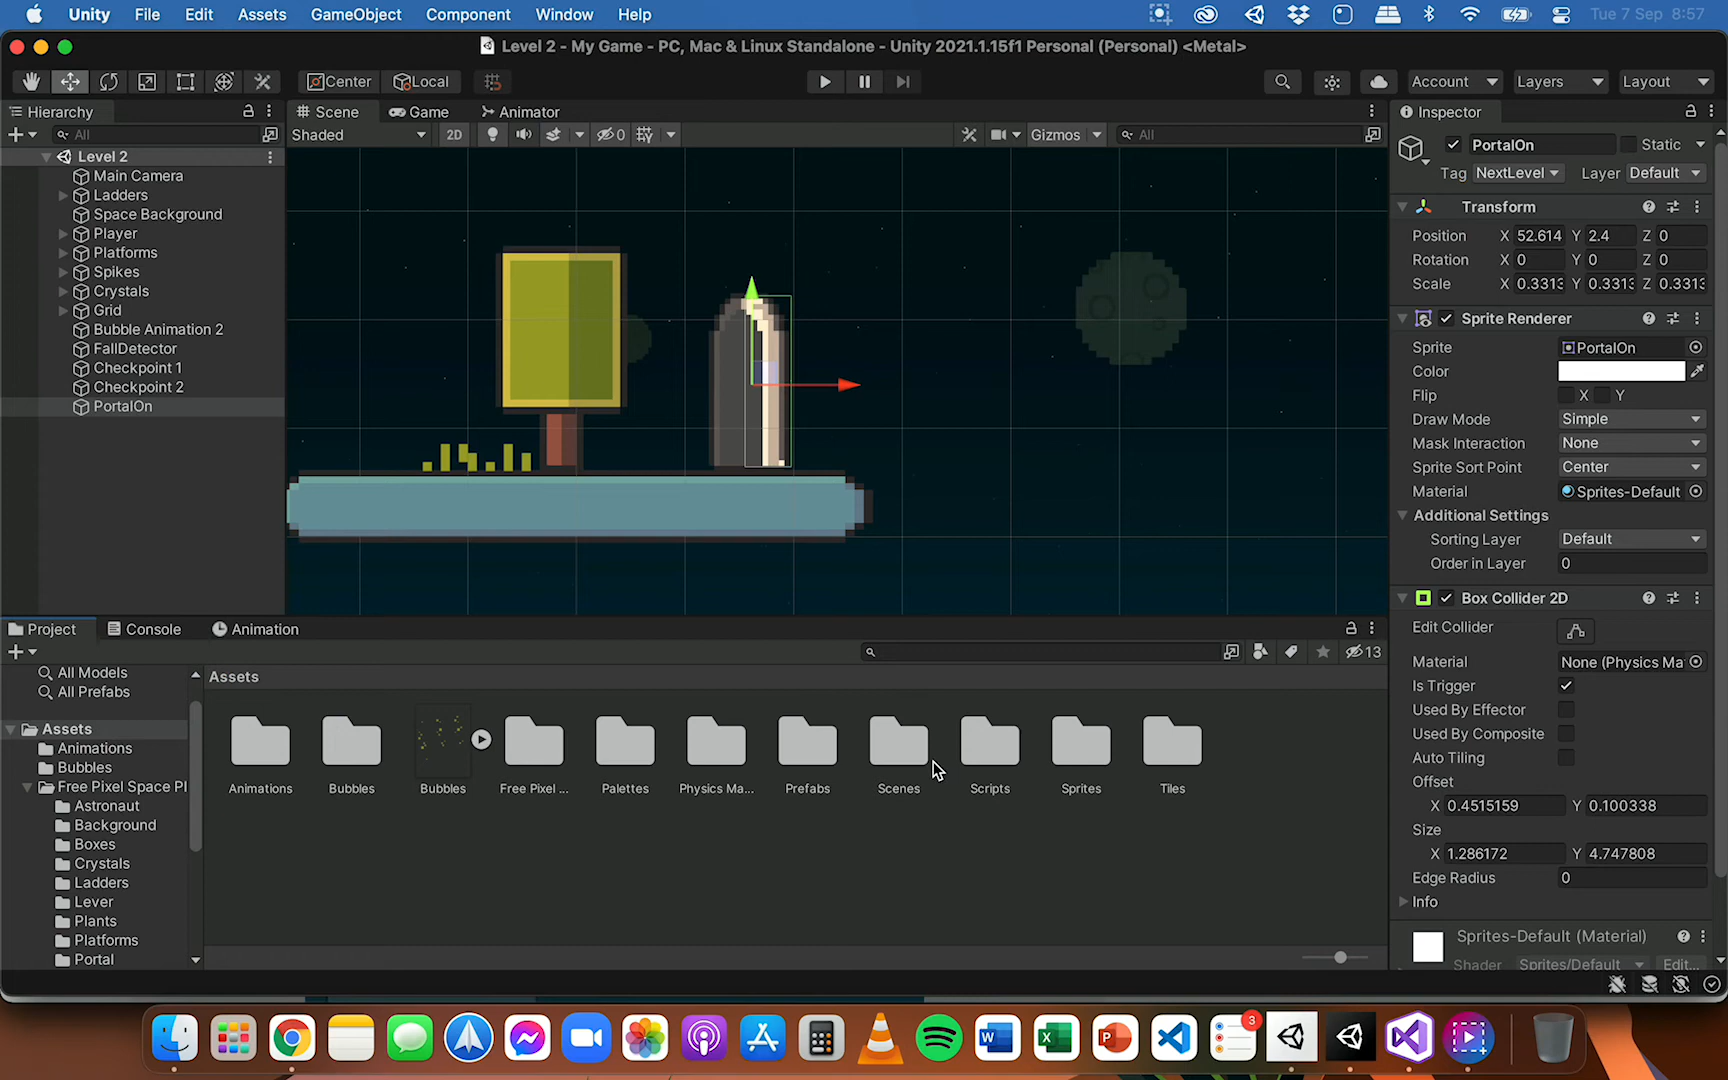 Unity File Edit Assets GameObject Component Window Help Tue 7 Sep 8:57
Level 2 - My Game - PC, Mac & Linux Standalone - Unity 2021.1.15f1 Personal (Personal) <Metal>
Center Local Account Layers Layout
Hierarchy Scene Game Animator Inspector
All Shaded 2D 0 Gizmos All
PortalOn Static
Level 2
Main Camera
Ladders
Space Background
Player
Platforms
Spikes
Crystals
Grid
Bubble Animation 2
FallDetector
Checkpoint 1
Checkpoint 2
PortalOn
Tag NextLevel Layer Default
Transform
Position X 52.614 Y 2.4 Z 0
Rotation X 0 Y 0 Z 0
Scale X 0.3313 Y 0.3313 Z 0.3313
Sprite Renderer
Sprite PortalOn
Color
Flip X Y
Draw Mode Simple
Mask Interaction None
Sprite Sort Point Center
Material Sprites-Default
Additional Settings
Sorting Layer Default
Order in Layer 0
Box Collider 2D
Edit Collider
Material None (Physics Ma
Is Trigger
Used By Effector
Used By Composite
Auto Tiling
Offset
X 0.4515159 Y 0.100338
Size
X 1.286172 Y 4.747808
Edge Radius 0
Info
Sprites-Default (Material)
Shader Sprites/Default Edit...
Project Console Animation
13
All Models
All Prefabs
Assets
Animations
Bubbles
Free Pixel Space Pl
Astronaut
Background
Boxes
Crystals
Ladders
Lever
Plants
Platforms
Portal
Assets
Animations Bubbles Bubbles Free Pixel ... Palettes Physics Ma... Prefabs Scenes Scripts Sprites Tiles
3
W X P